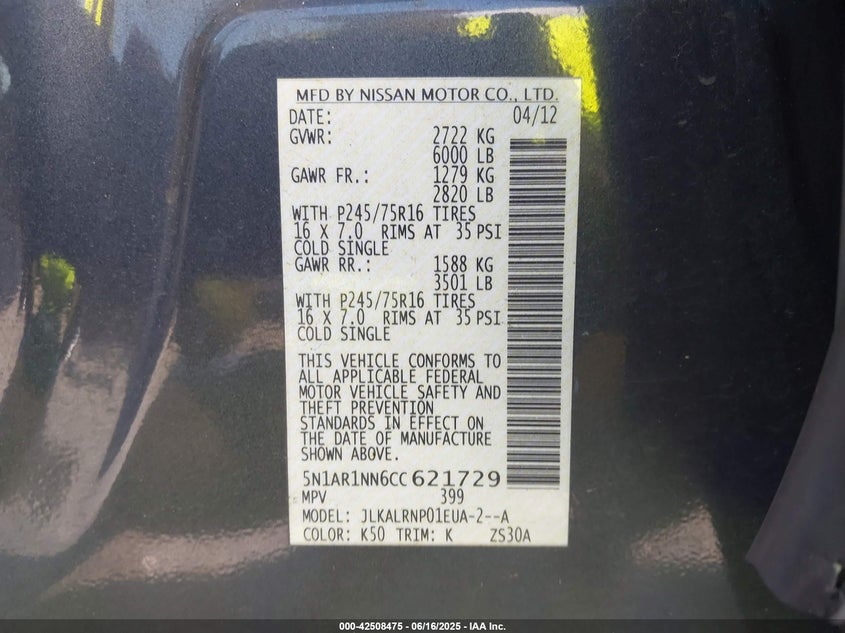 MFD BY NISSAN MOTOR CO., LTD.
DATE: 04/12
GVWR: 2722 KG
6000 LB
GAWR FR.: 1279 KG
2820 LB
WITH P245/75R16 TIRES
16 X 7.0 RIMS AT 35 PSI
COLD SINGLE
GAWR RR.: 1588 KG
3501 LB
WITH P245/75R16 TIRES
16 X 7.0 RIMS AT 35 PSI
COLD SINGLE
THIS VEHICLE CONFORMS TO
ALL APPLICABLE FEDERAL
MOTOR VEHICLE SAFETY AND
THEFT PREVENTION
STANDARDS IN EFFECT ON
THE DATE OF MANUFACTURE
SHOWN ABOVE.
5N1AR1NN6CC 621729
MPV 399
MODEL: JLKALRNP01EUA-2--A
COLOR: K50 TRIM: K ZS30A
000-42508475 - 06/16/2025 - IAA Inc.